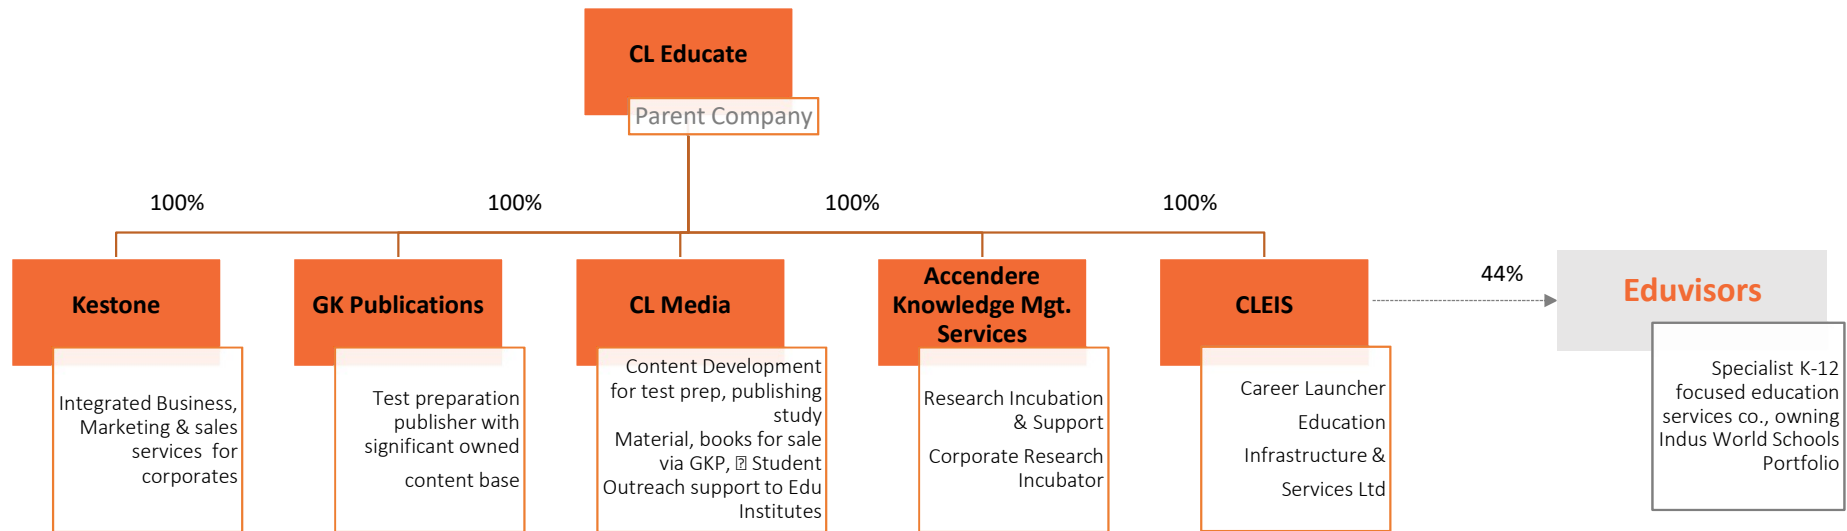 CL Educate
Parent Company
100%
100%
100%
100%
44%
Kestone
Integrated Business,
Marketing & sales
services for
corporates
GK Publications
Test preparation
publisher with
significant owned
content base
CL Media
Content Development
for test prep, publishing
study
Material, books for sale
via GKP, ⍰ Student
Outreach support to Edu
Institutes
Accendere
Knowledge Mgt.
Services
Research Incubation
& Support
Corporate Research
Incubator
CLEIS
Career Launcher
Education
Infrastructure &
Services Ltd
Eduvisors
Specialist K-12
focused education
services co., owning
Indus World Schools
Portfolio